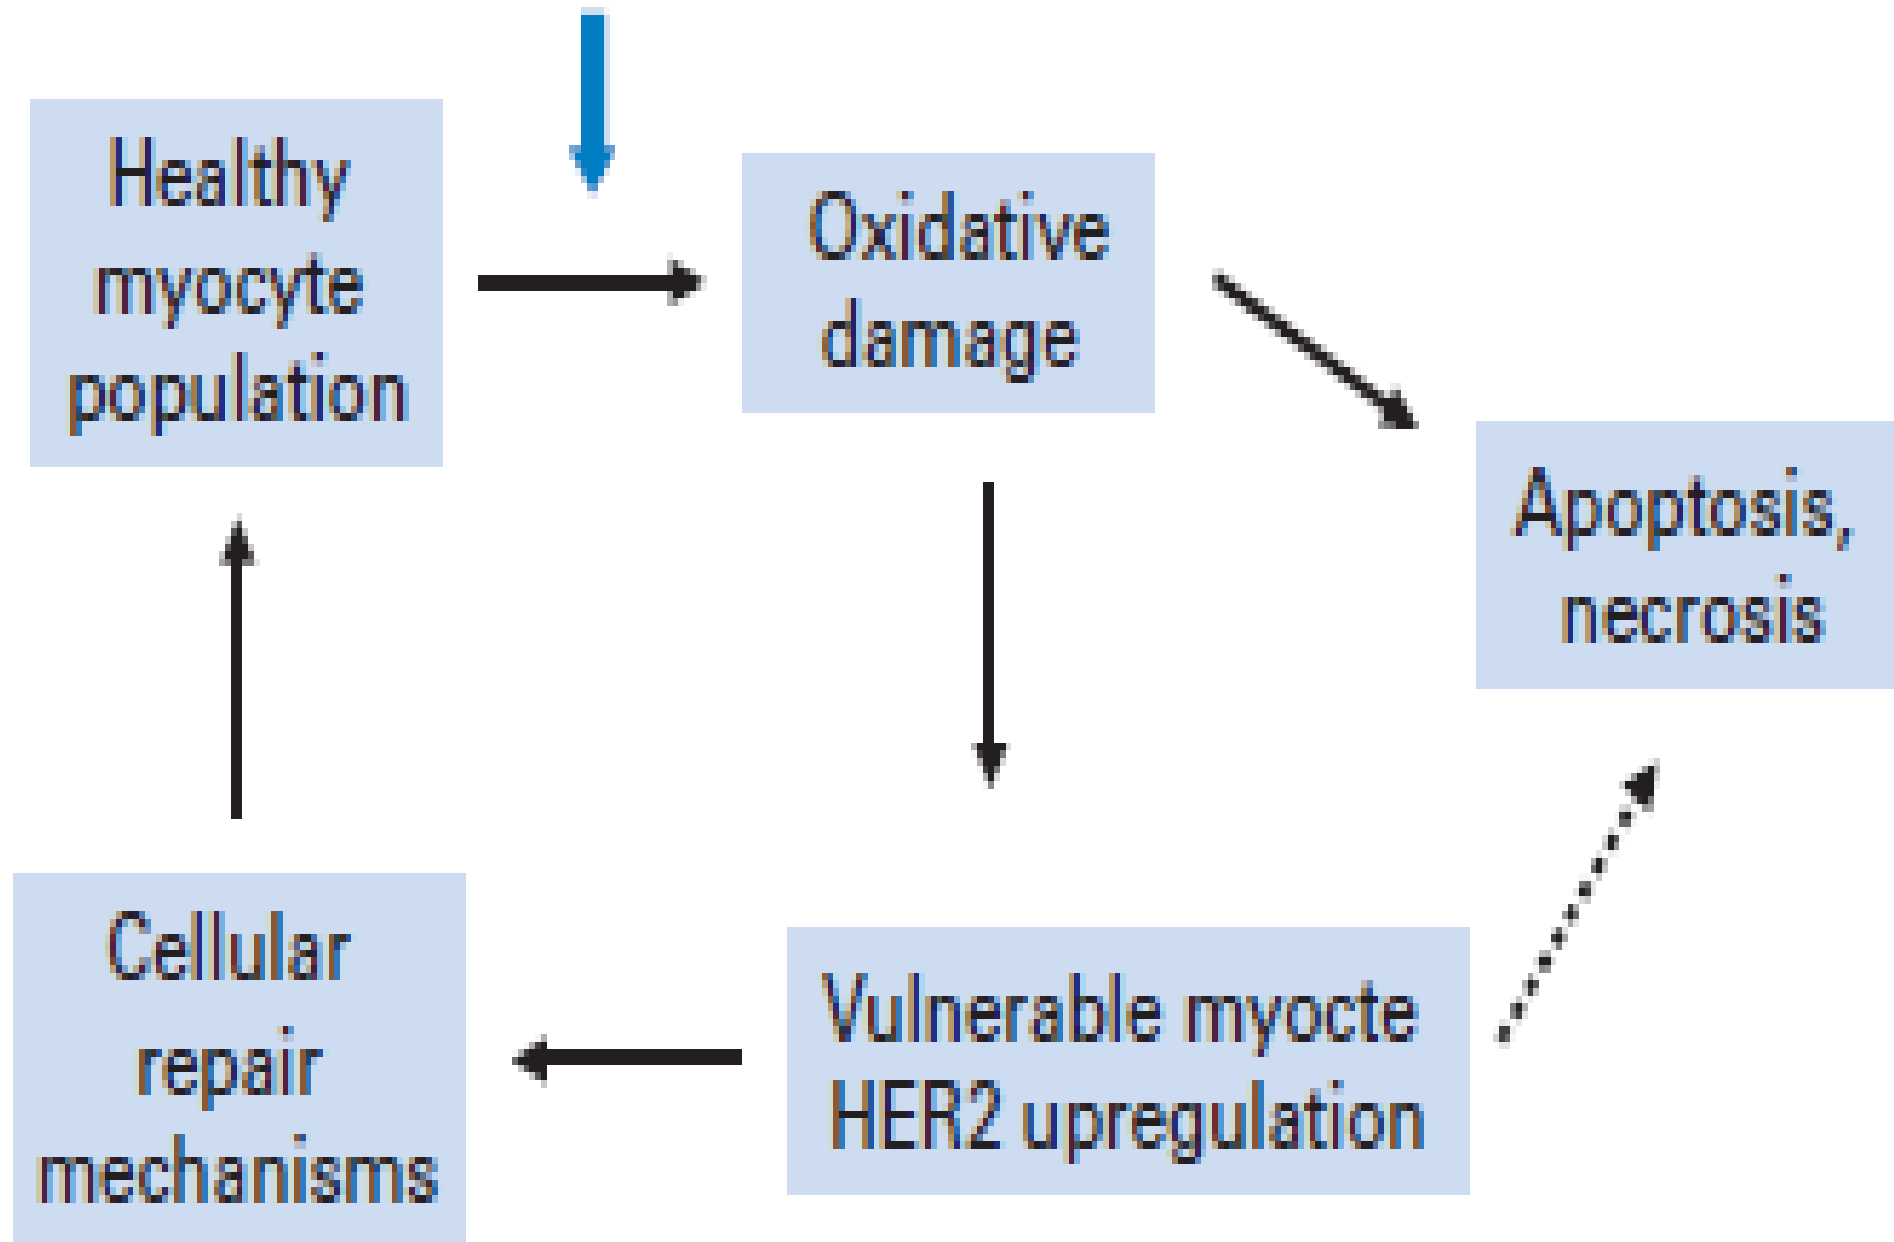 Healthy
myocyte
population
Oxidative
damage
Apoptosis,
necrosis
Cellular
repair
mechanisms
Vulnerable myocte
HER2 upregulation